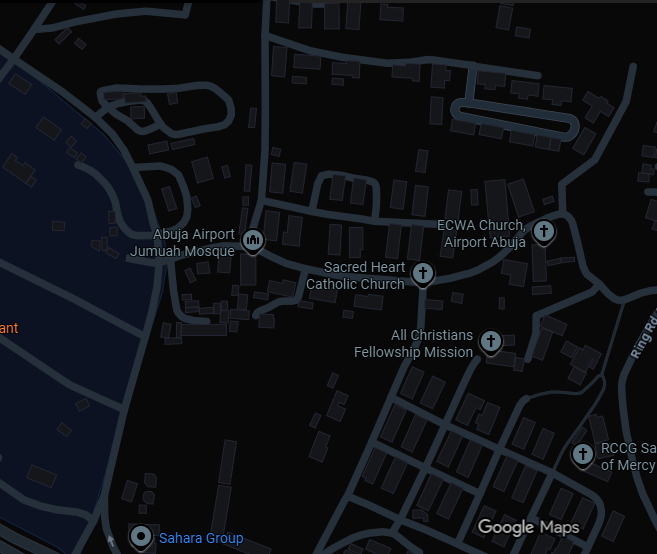 ECWA Church,
Airport Abuja
Abuja Airport
Jumuah Mosque
Sacred Heart
Catholic Church
ant
All Christians
Fellowship Mission
Ring Rd
RCCG Sa
of Mercy
Google Maps
Sahara Group